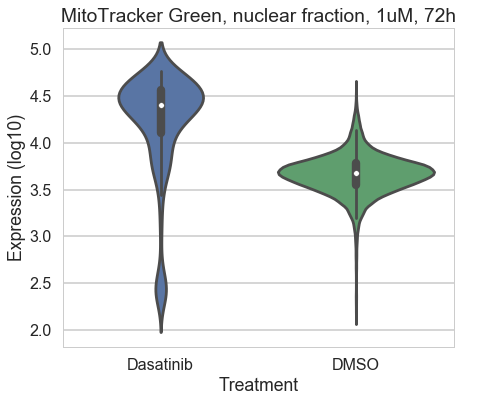 MitoTracker Green, nuclear fraction, 1uM, 72h
5.0
4.5
4.0
3.5
3.0
2.5
2.0
Expression (log10)
Dasatinib DMSO
Treatment